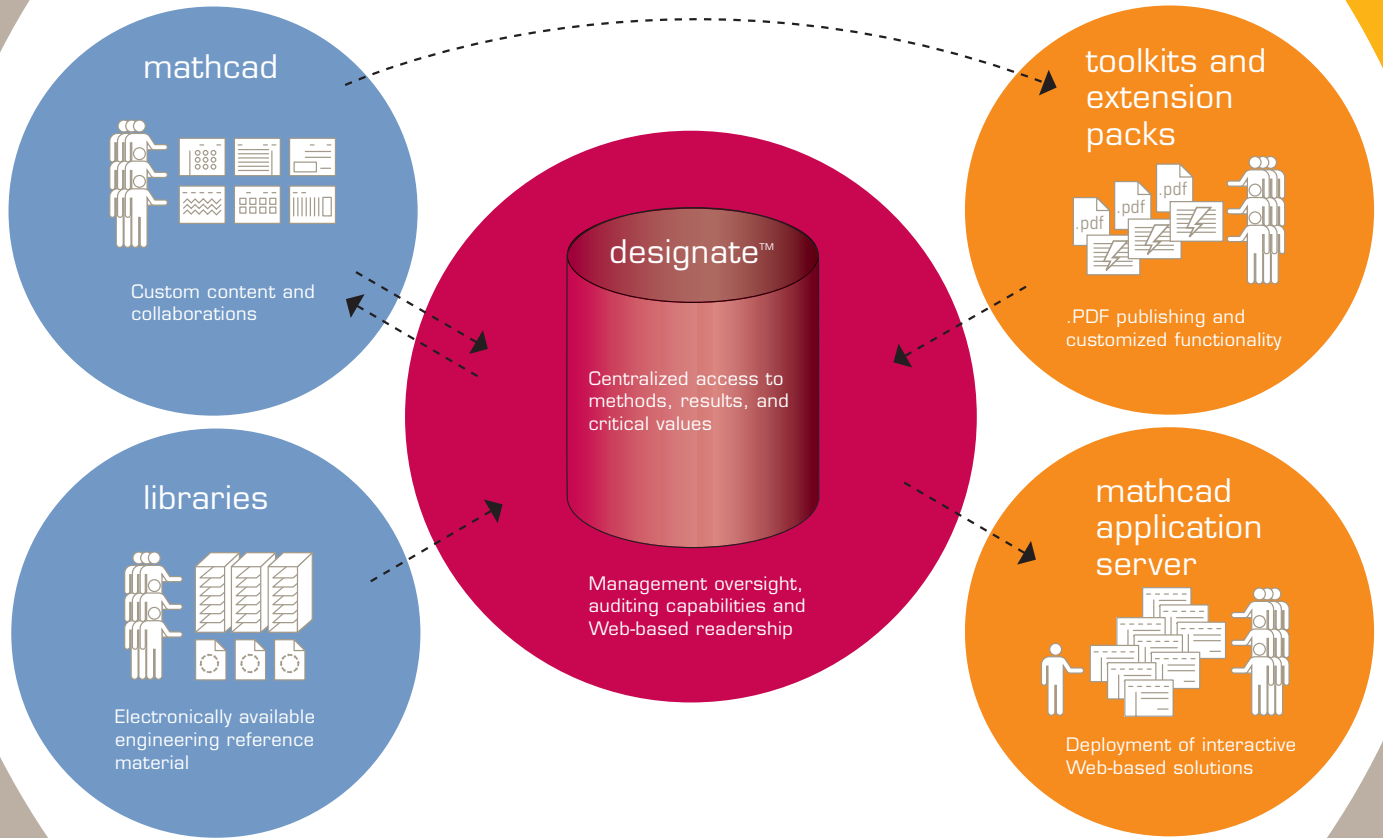 mathcad
Custom content and
collaborations
libraries
Electronically available
engineering reference
material
designate™
Centralized access to
methods, results, and
critical values
Management oversight,
auditing capabilities and
Web-based readership
toolkits and
extension
packs
.pdf
.pdf
.pdf
.PDF publishing and
customized functionality
mathcad
application
server
Deployment of interactive
Web-based solutions